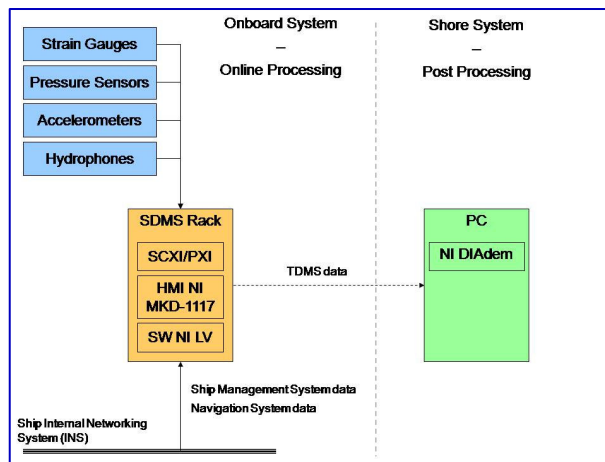 Onboard System
–
Online Processing
Shore System
–
Post Processing
Strain Gauges
Pressure Sensors
Accelerometers
Hydrophones
SDMS Rack
SCXI/PXI
HMI NI
MKD-1117
SW NI LV
TDMS data
PC
NI DIAdem
Ship Management System data
Navigation System data
Ship Internal Networking
System (INS)